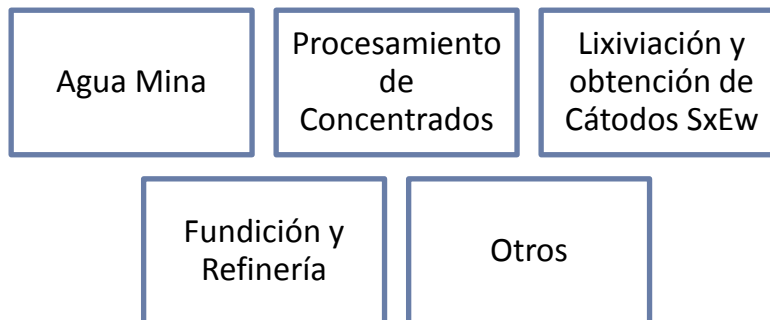 Agua Mina
Procesamiento
de
Concentrados
Lixiviación y
obtención de
Cátodos SxEw
Fundición y
Refinería
Otros